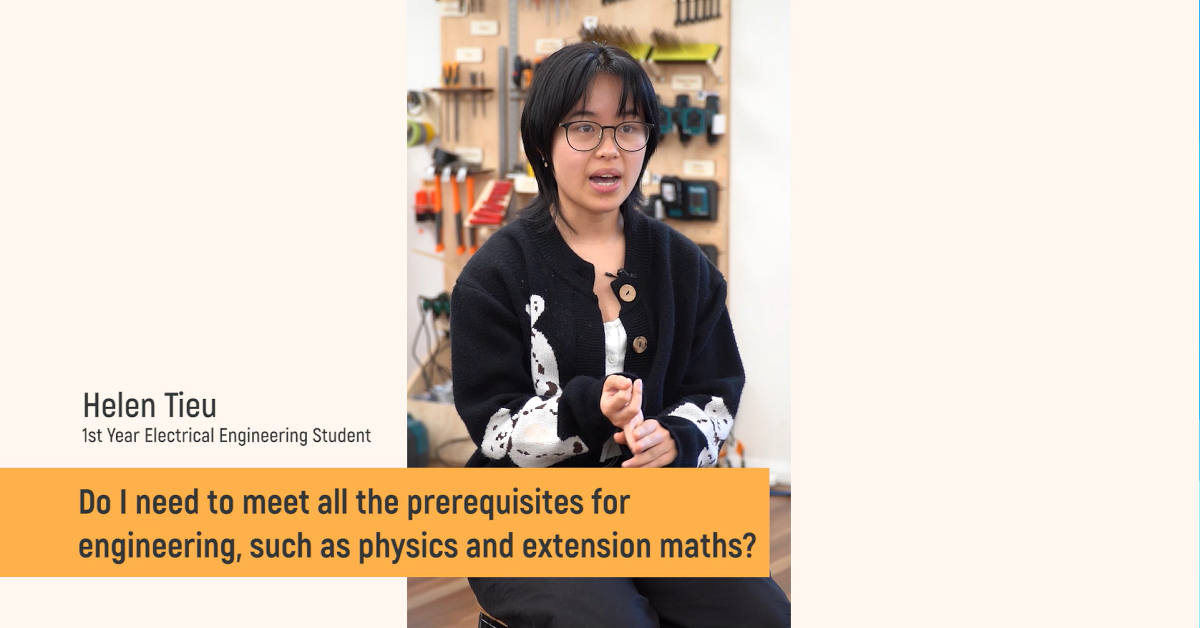 Helen Tieu
1st Year Electrical Engineering Student
Do I need to meet all the prerequisites for
engineering, such as physics and extension maths?